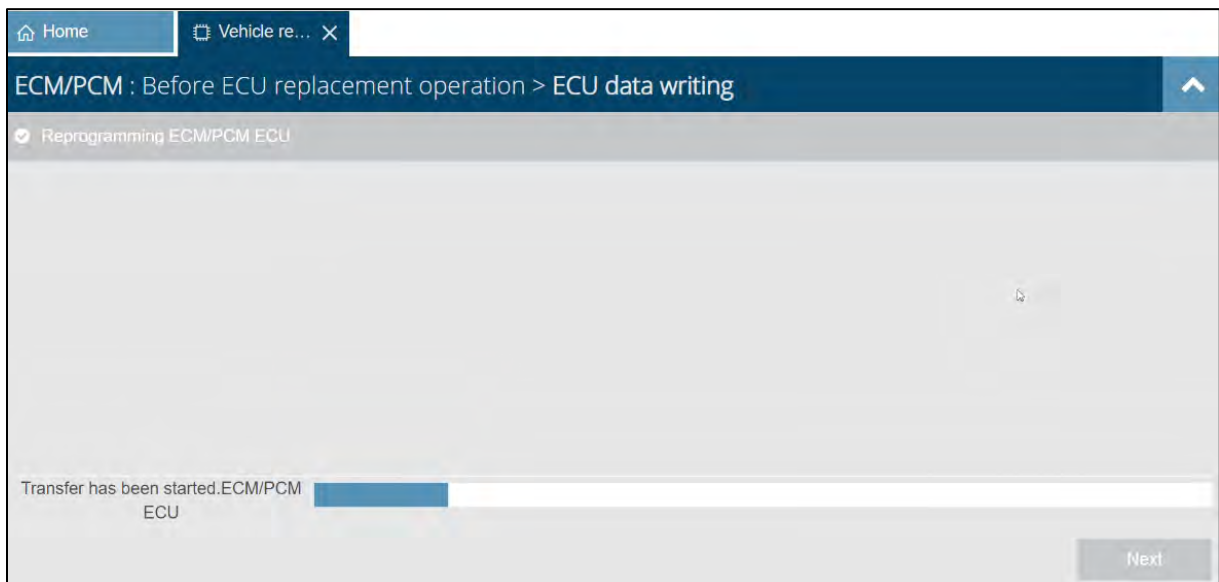 Home
Vehicle re...
ECM/PCM : Before ECU replacement operation > ECU data writing
Reprogramming ECM/PCM ECU
Transfer has been started.ECM/PCM
ECU
Next